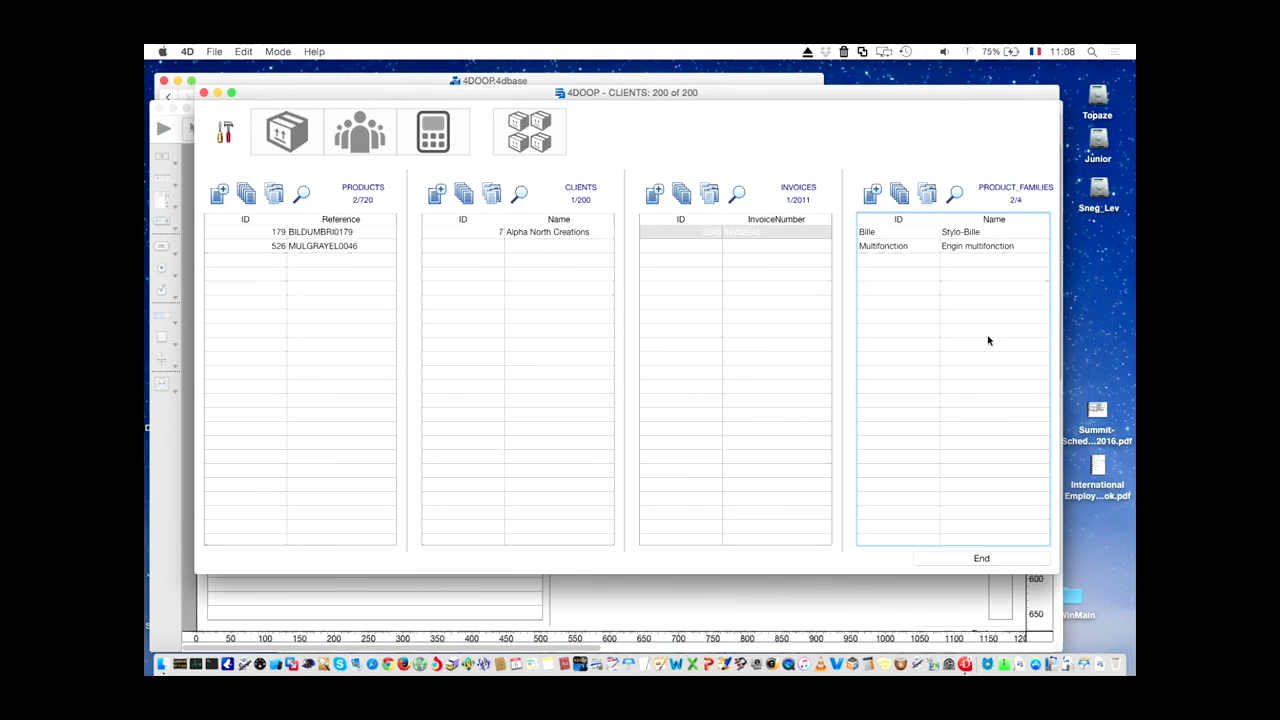 4D File Edit Mode Help
75% 11:08
4DOOP.4dbase
4DOOP - CLIENTS: 200 of 200
PRODUCTS
2/720
ID Reference
179 BILDUMBRI0179
526 MULGRAYEL0046
CLIENTS
1/200
ID Name
7 Alpha North Creations
INVOICES
1/2011
ID InvoiceNumber
2045 INV02045
PRODUCT_FAMILIES
2/4
ID Name
Bille Stylo-Bille
Multifonction Engin multifonction
End
Topaze
Junior
Sneg_Lev
Summit-
Sched...2016.pdf
International
Employ...ok.pdf
WinMain
600
650
0 50 100 150 200 250 300 350 400 450 500 550 600 650 700 750 800 850 900 950 1000 1050 1100 1150 120